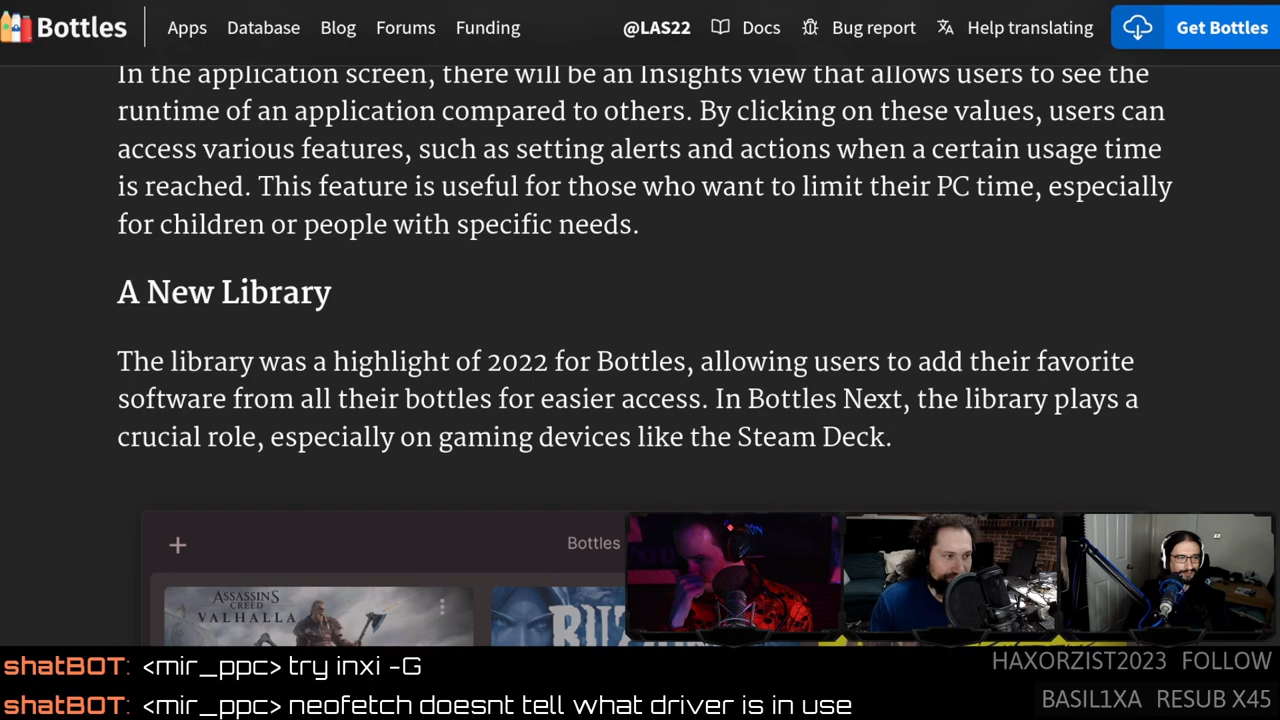 Bottles
Apps Database Blog Forums Funding @LAS22 Docs Bug report Help translating Get Bottles
In the application screen, there will be an Insights view that allows users to see the
runtime of an application compared to others. By clicking on these values, users can
access various features, such as setting alerts and actions when a certain usage time
is reached. This feature is useful for those who want to limit their PC time, especially
for children or people with specific needs.
A New Library
The library was a highlight of 2022 for Bottles, allowing users to add their favorite
software from all their bottles for easier access. In Bottles Next, the library plays a
crucial role, especially on gaming devices like the Steam Deck.
+ Bottles
ASSASSIN'S
CREED
VALHALLA
shatBOT: <mir_ppc> try inxi -G
shatBOT: <mir_ppc> neofetch doesnt tell what driver is in use
HAXORZIST2023 FOLLOW
BASIL1XA RESUB X45